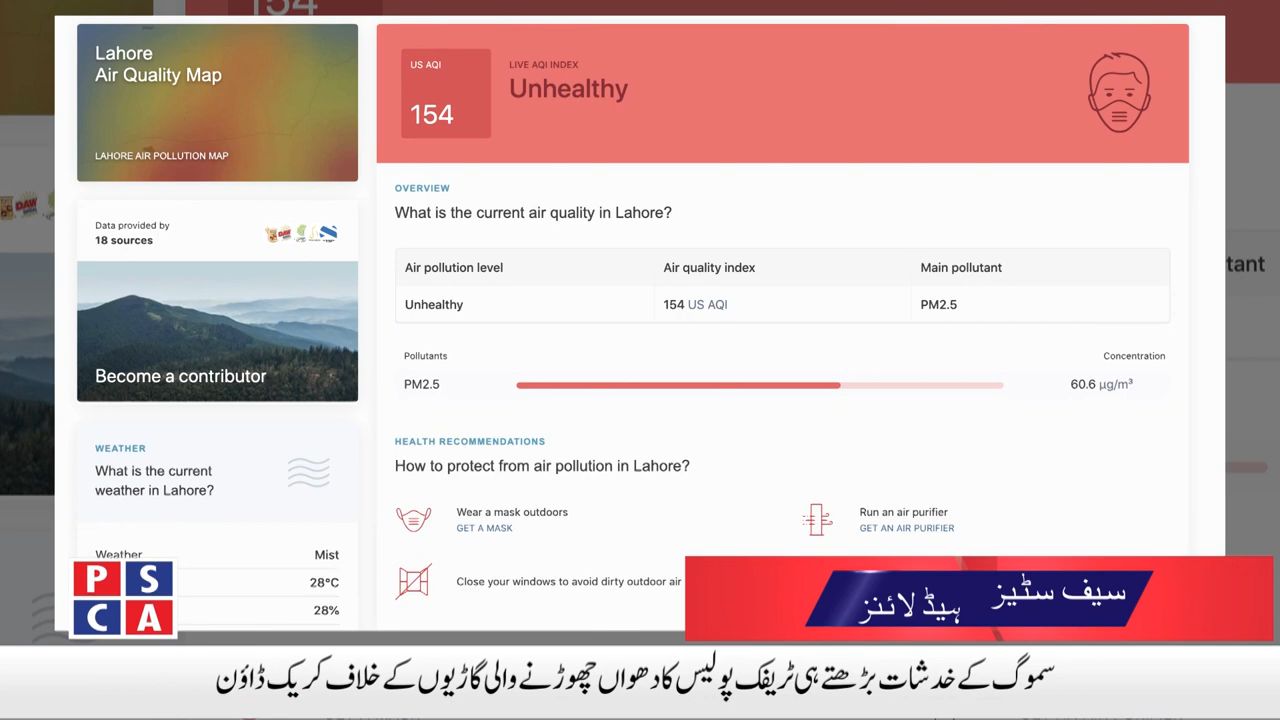 154
Lahore
Air Quality Map
LAHORE AIR POLLUTION MAP
US AQI
154
LIVE AQI INDEX
Unhealthy
Data provided by
18 sources
Become a contributor
OVERVIEW
What is the current air quality in Lahore?
Air pollution level Air quality index Main pollutant
Unhealthy 154 US AQI PM2.5
Pollutants Concentration
PM2.5 60.6 µg/m³
tant
WEATHER
What is the current
weather in Lahore?
Weather Mist
28°C
28%
HEALTH RECOMMENDATIONS
How to protect from air pollution in Lahore?
Wear a mask outdoors
GET A MASK
Run an air purifier
GET AN AIR PURIFIER
Close your windows to avoid dirty outdoor air
P S
C A
سیف سٹیز
ہیڈ لائنز
سموگ کے خدشات بڑھتے ہی ٹریفک پولیس کا دھواں چھوڑنے والی گاڑیوں کے خلاف کریک ڈاؤن